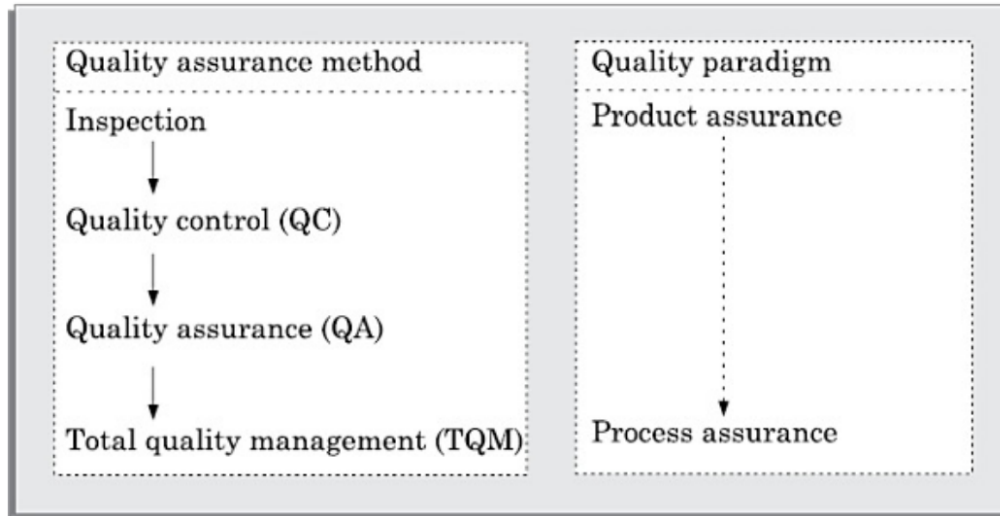 Quality assurance method
Inspection
Quality control (QC)
Quality assurance (QA)
Total quality management (TQM)
Quality paradigm
Product assurance
Process assurance